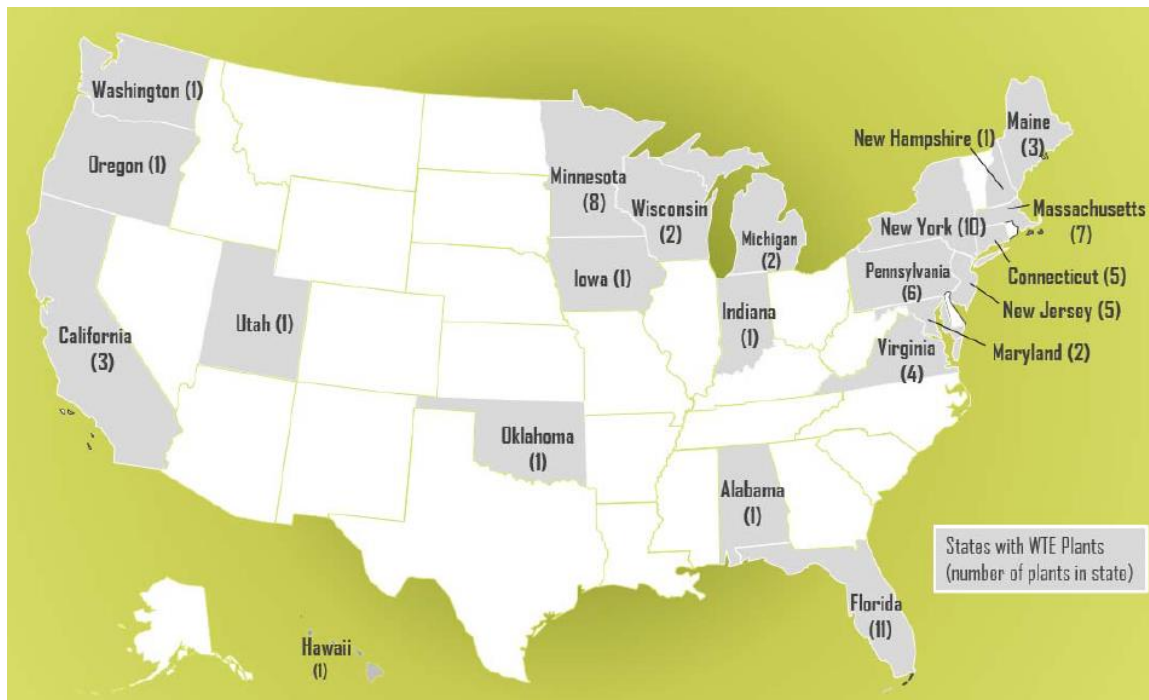 Washington (1)
Oregon (1)
California
(3)
Utah (1)
Minnesota
(8)
Wisconsin
(2)
Iowa (1)
Michigan
(2)
Indiana
(1)
Oklahoma
(1)
Alabama
(1)
Florida
(11)
Hawaii
(1)
Maine
(3)
New Hampshire (1)
Massachusetts
(7)
New York (10)
Connecticut (5)
Pennsylvania
(6)
New Jersey (5)
Maryland (2)
Virginia
(4)
States with WTE Plants
(number of plants in state)